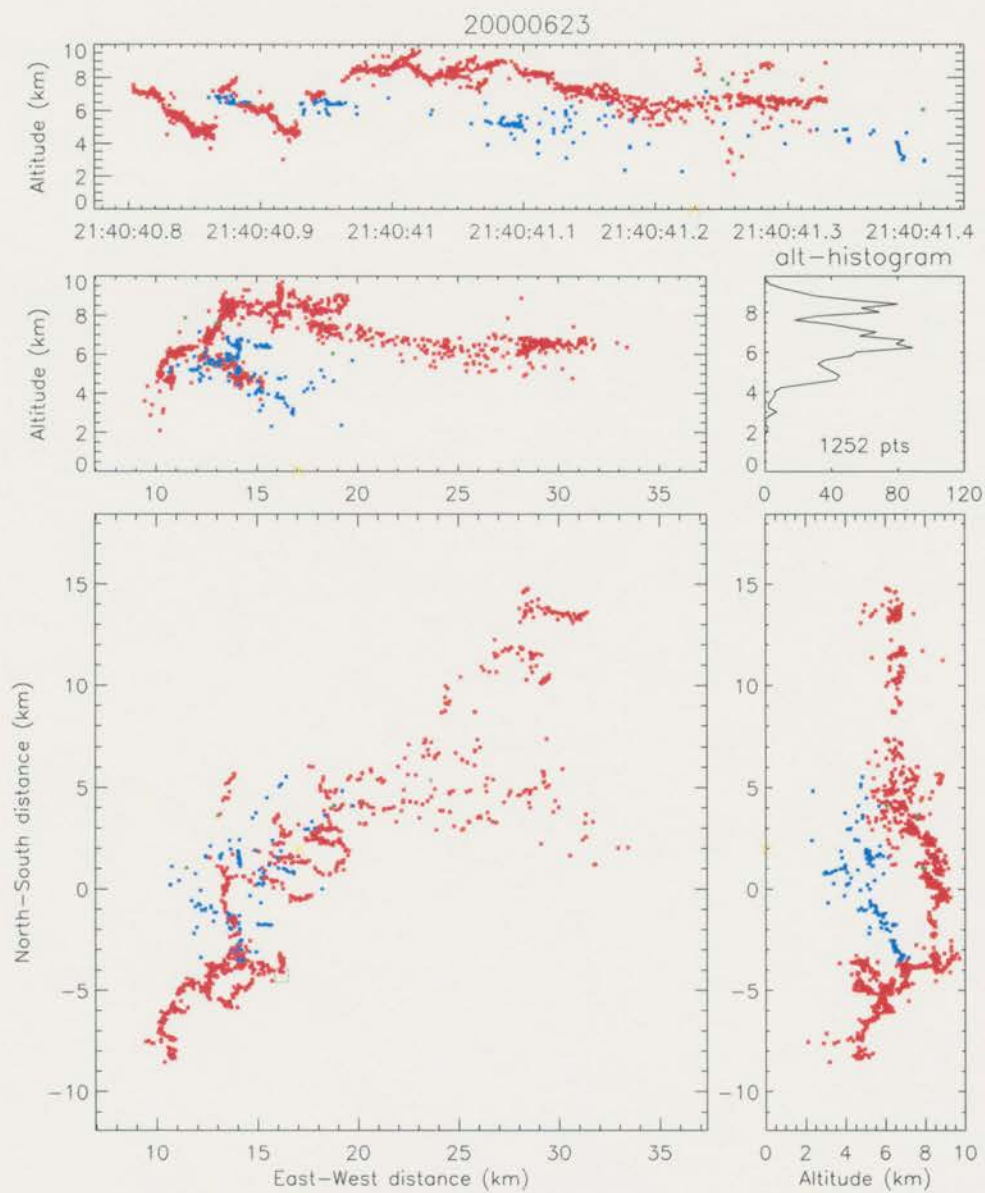 20000623
Altitude (km)
10
8
6
4
2
0
21:40:40.8 21:40:40.9 21:40:41 21:40:41.1 21:40:41.2 21:40:41.3 21:40:41.4
Altitude (km)
10
8
6
4
2
0
10 15 20 25 30 35
alt-histogram
8
6
4
2
0
1252 pts
0 40 80 120
North-South distance (km)
15
10
5
0
-5
-10
10 15 20 25 30 35
East-West distance (km)
15
10
5
0
-5
-10
0 2 4 6 8 10
Altitude (km)